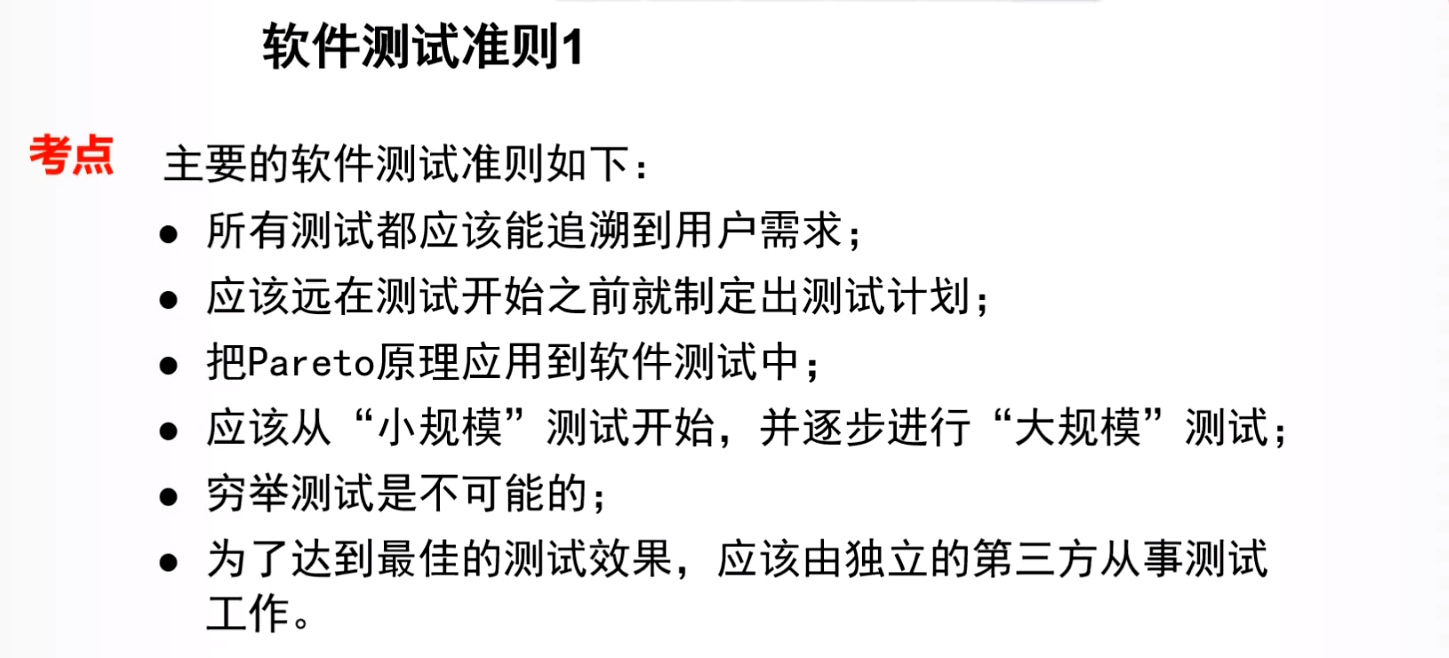 软件测试准则1
考点 主要的软件测试准则如下：
● 所有测试都应该能追溯到用户需求；
● 应该远在测试开始之前就制定出测试计划；
● 把Pareto原理应用到软件测试中；
● 应该从“小规模”测试开始，并逐步进行“大规模”测试；
● 穷举测试是不可能的；
● 为了达到最佳的测试效果，应该由独立的第三方从事测试
工作。